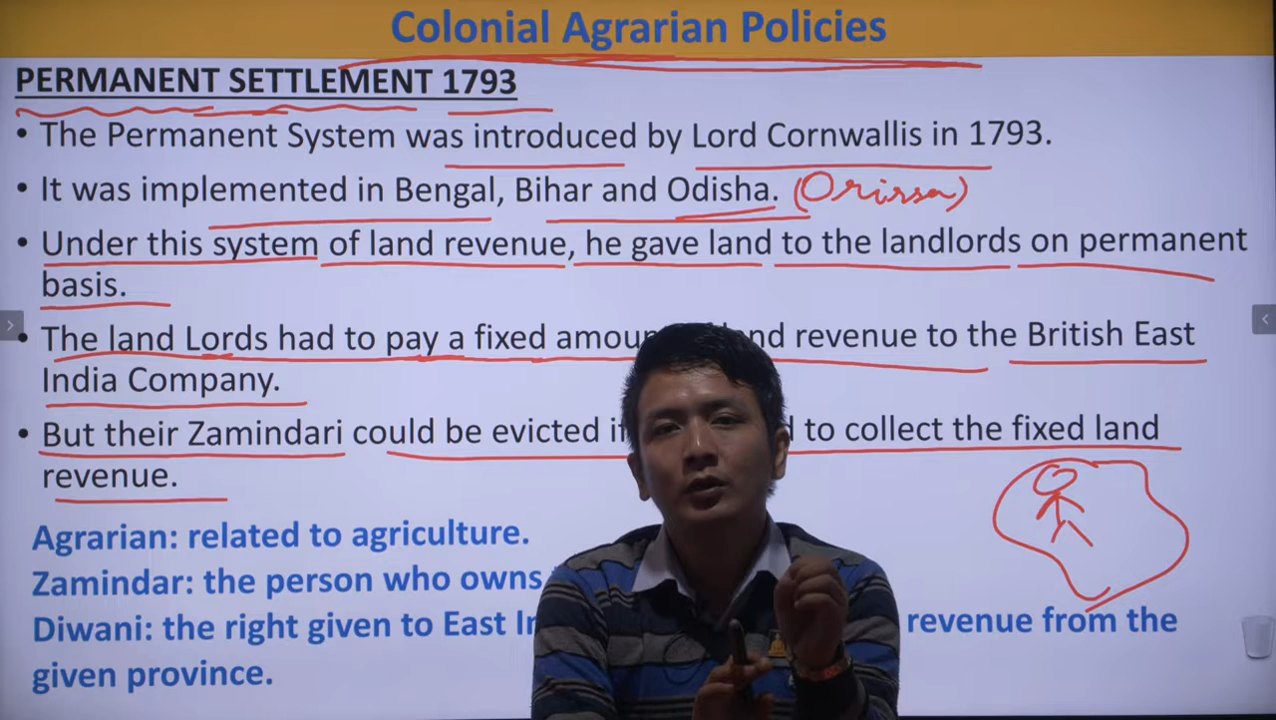 Colonial Agrarian Policies
PERMANENT SETTLEMENT 1793
• The Permanent System was introduced by Lord Cornwallis in 1793.
• It was implemented in Bengal, Bihar and Odisha. (Orissa)
• Under this system of land revenue, he gave land to the landlords on permanent
basis.
• The land Lords had to pay a fixed revenue to the British East
India Company.
• But their Zamindari could be evicted to collect the fixed land
revenue.
Agrarian: related to agriculture.
Zamindar: the person who owns
Diwani: the right given to East revenue from the
given province.